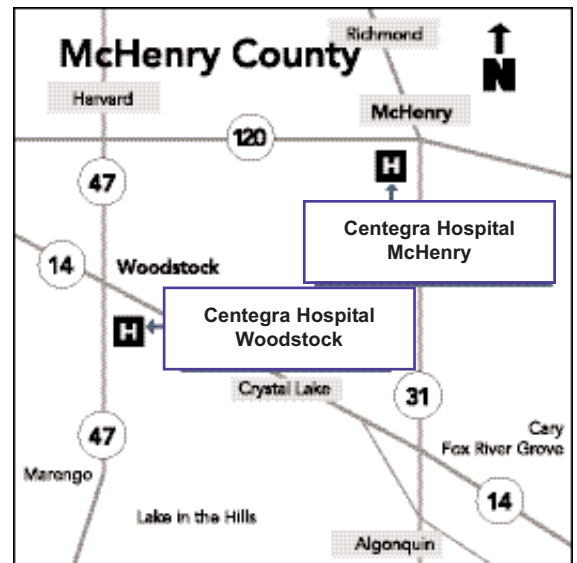 Richmond
McHenry County
N
Harvard
McHenry
120
H
47
Centegra Hospital
McHenry
14
Woodstock
Centegra Hospital
Woodstock
H
Crystal Lake
31
47
Cary
Fox River Grove
Marengo
14
Lake in the Hills
Algonquin